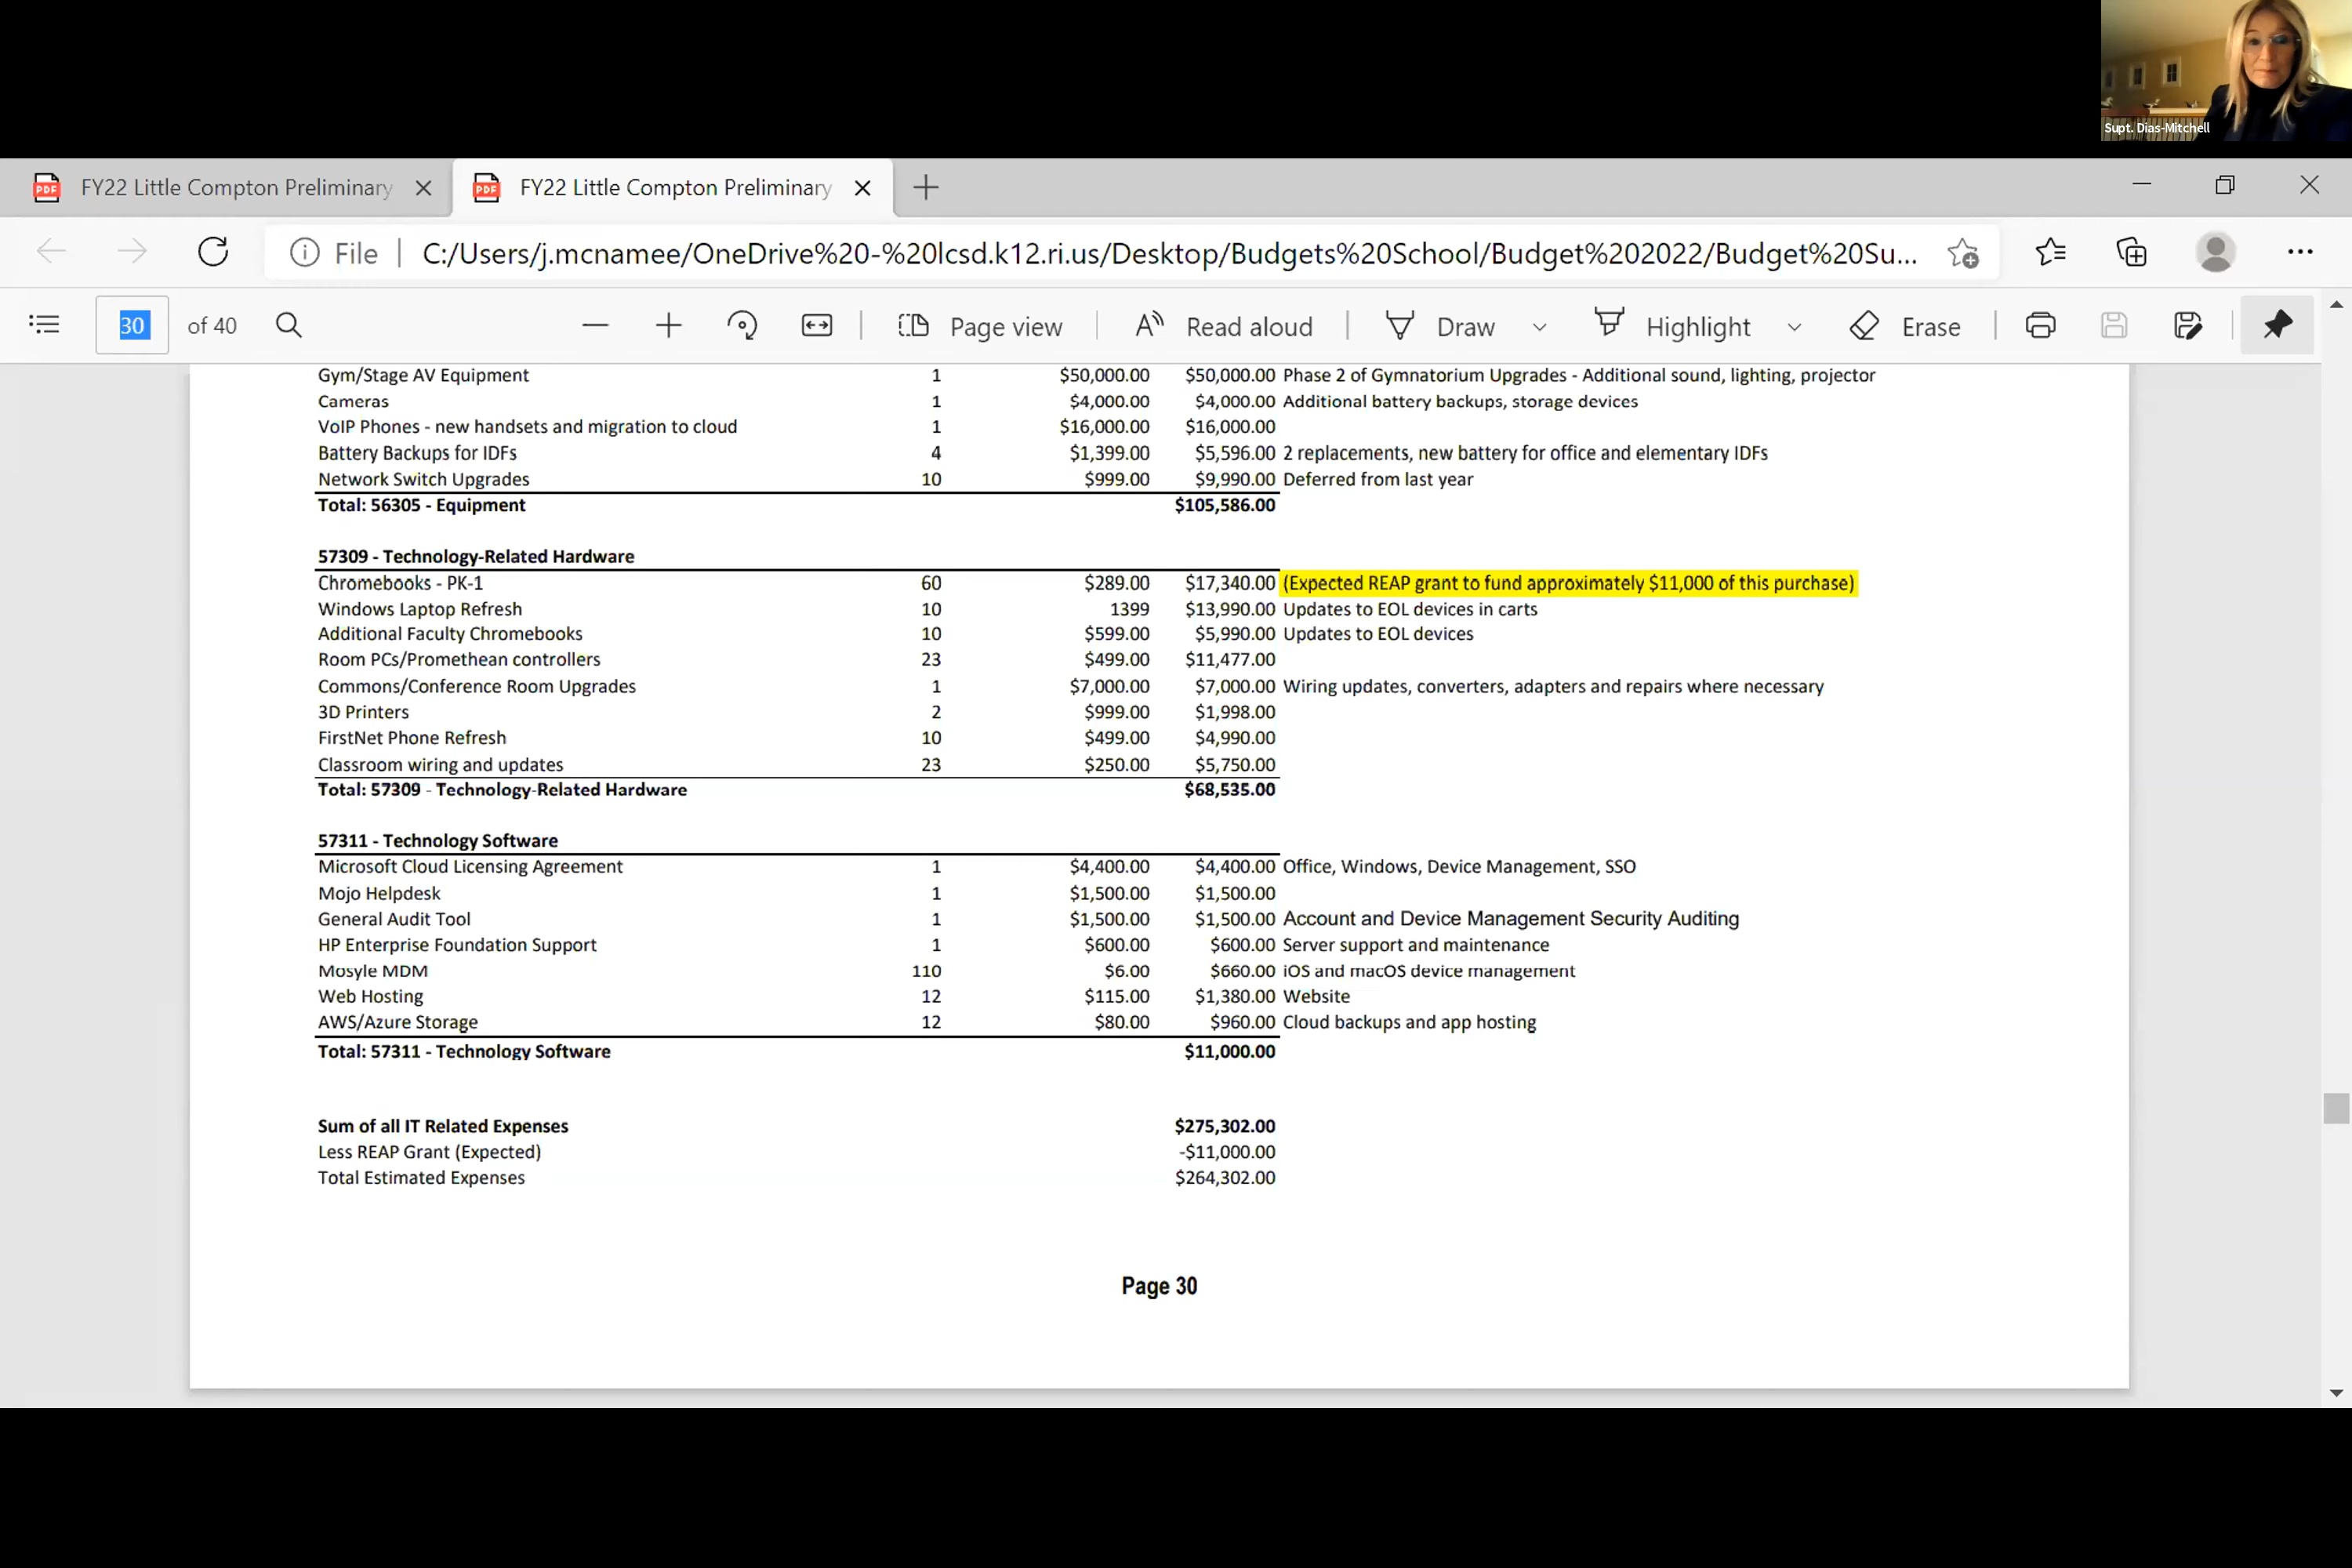 Supt. Dias-Mitchell
FY22 Little Compton Preliminary
FY22 Little Compton Preliminary
File | C:/Users/j.mcnamee/OneDrive%20-%20lcsd.k12.ri.us/Desktop/Budgets%20School/Budget%202022/Budget%20Su...
30 of 40 Page view Read aloud Draw Highlight Erase
Gym/Stage AV Equipment 1 $50,000.00 $50,000.00 Phase 2 of Gymnatorium Upgrades - Additional sound, lighting, projector
Cameras 1 $4,000.00 $4,000.00 Additional battery backups, storage devices
VoIP Phones - new handsets and migration to cloud 1 $16,000.00 $16,000.00
Battery Backups for IDFs 4 $1,399.00 $5,596.00 2 replacements, new battery for office and elementary IDFs
Network Switch Upgrades 10 $999.00 $9,990.00 Deferred from last year
Total: 56305 - Equipment $105,586.00
57309 - Technology-Related Hardware
Chromebooks - PK-1 60 $289.00 $17,340.00 (Expected REAP grant to fund approximately $11,000 of this purchase)
Windows Laptop Refresh 10 1399 $13,990.00 Updates to EOL devices in carts
Additional Faculty Chromebooks 10 $599.00 $5,990.00 Updates to EOL devices
Room PCs/Promethean controllers 23 $499.00 $11,477.00
Commons/Conference Room Upgrades 1 $7,000.00 $7,000.00 Wiring updates, converters, adapters and repairs where necessary
3D Printers 2 $999.00 $1,998.00
FirstNet Phone Refresh 10 $499.00 $4,990.00
Classroom wiring and updates 23 $250.00 $5,750.00
Total: 57309 - Technology-Related Hardware $68,535.00
57311 - Technology Software
Microsoft Cloud Licensing Agreement 1 $4,400.00 $4,400.00 Office, Windows, Device Management, SSO
Mojo Helpdesk 1 $1,500.00 $1,500.00
General Audit Tool 1 $1,500.00 $1,500.00 Account and Device Management Security Auditing
HP Enterprise Foundation Support 1 $600.00 $600.00 Server support and maintenance
Mosyle MDM 110 $6.00 $660.00 iOS and macOS device management
Web Hosting 12 $115.00 $1,380.00 Website
AWS/Azure Storage 12 $80.00 $960.00 Cloud backups and app hosting
Total: 57311 - Technology Software $11,000.00
Sum of all IT Related Expenses $275,302.00
Less REAP Grant (Expected) -$11,000.00
Total Estimated Expenses $264,302.00
Page 30